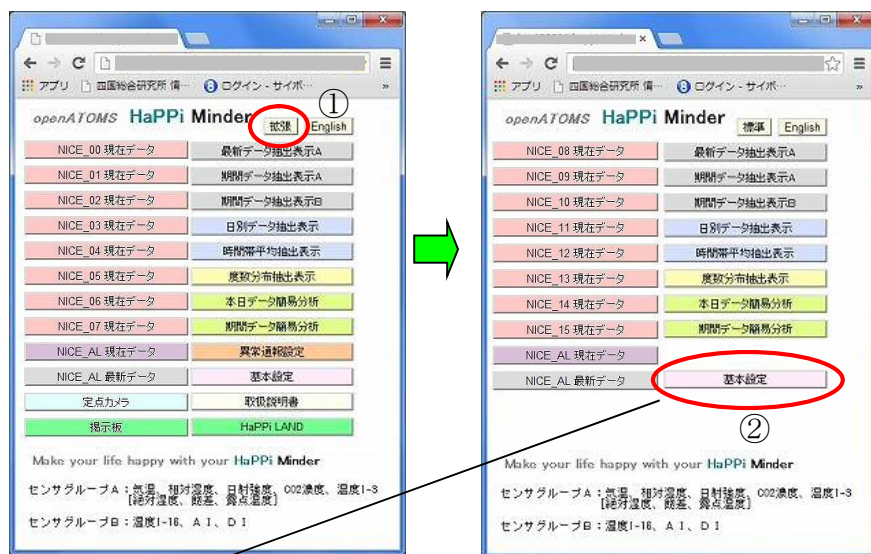 アプリ 四国総合研究所 情… ログイン - サイボ… »
①
openATOMS HaPPi Minder 拡張 English
NICE_00 現在データ 最新データ抽出表示A
NICE_01 現在データ 期間データ抽出表示A
NICE_02 現在データ 期間データ抽出表示B
NICE_03 現在データ 日別データ抽出表示
NICE_04 現在データ 時間帯平均抽出表示
NICE_05 現在データ 度数分布抽出表示
NICE_06 現在データ 本日データ簡易分析
NICE_07 現在データ 期間データ簡易分析
NICE_AL 現在データ 異常通報設定
NICE_AL 最新データ 基本設定
定点カメラ 取扱説明書
掲示板 HaPPi LAND
Make your life happy with your HaPPi Minder
センサグループA：気温、相対湿度、日射強度、CO2濃度、温度1-3
[絶対湿度、飽差、露点温度]
センサグループB：温度1-16、AI、DI
アプリ 四国総合研究所 情… ログイン - サイボ… »
openATOMS HaPPi Minder 標準 English
NICE_08 現在データ 最新データ抽出表示A
NICE_09 現在データ 期間データ抽出表示A
NICE_10 現在データ 期間データ抽出表示B
NICE_11 現在データ 日別データ抽出表示
NICE_12 現在データ 時間帯平均抽出表示
NICE_13 現在データ 度数分布抽出表示
NICE_14 現在データ 本日データ簡易分析
NICE_15 現在データ 期間データ簡易分析
NICE_AL 現在データ
NICE_AL 最新データ 基本設定
②
Make your life happy with your HaPPi Minder
センサグループA：気温、相対湿度、日射強度、CO2濃度、温度1-3
[絶対湿度、飽差、露点温度]
センサグループB：温度1-16、AI、DI